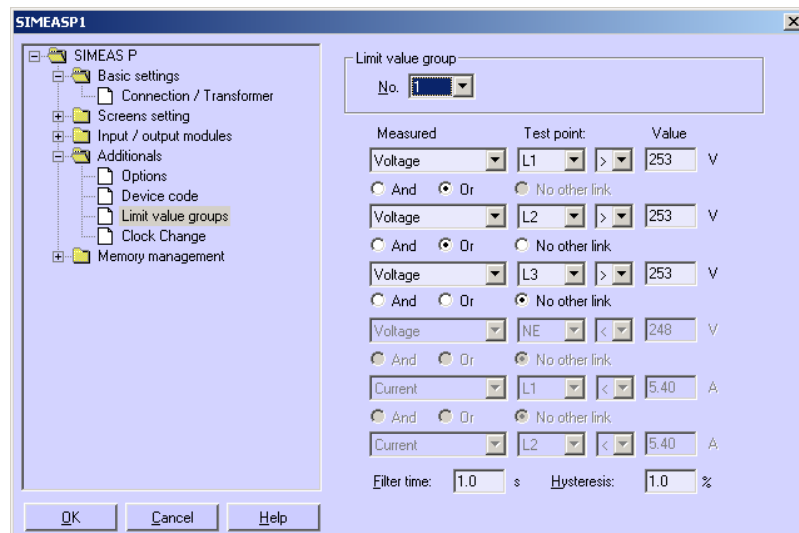 SIMEASP1
SIMEAS P
Basic settings
Connection / Transformer
Screens setting
Input / output modules
Additionals
Options
Device code
Limit value groups
Clock Change
Memory management
OK Cancel Help
Limit value group
No. 1
Measured Test point: Value
Voltage L1 > 253 V
And Or No other link
Voltage L2 > 253 V
And Or No other link
Voltage L3 > 253 V
And Or No other link
Voltage NE < 248 V
And Or No other link
Current L1 < 5.40 A
And Or No other link
Current L2 < 5.40 A
Filter time: 1.0 s Hysteresis: 1.0 %